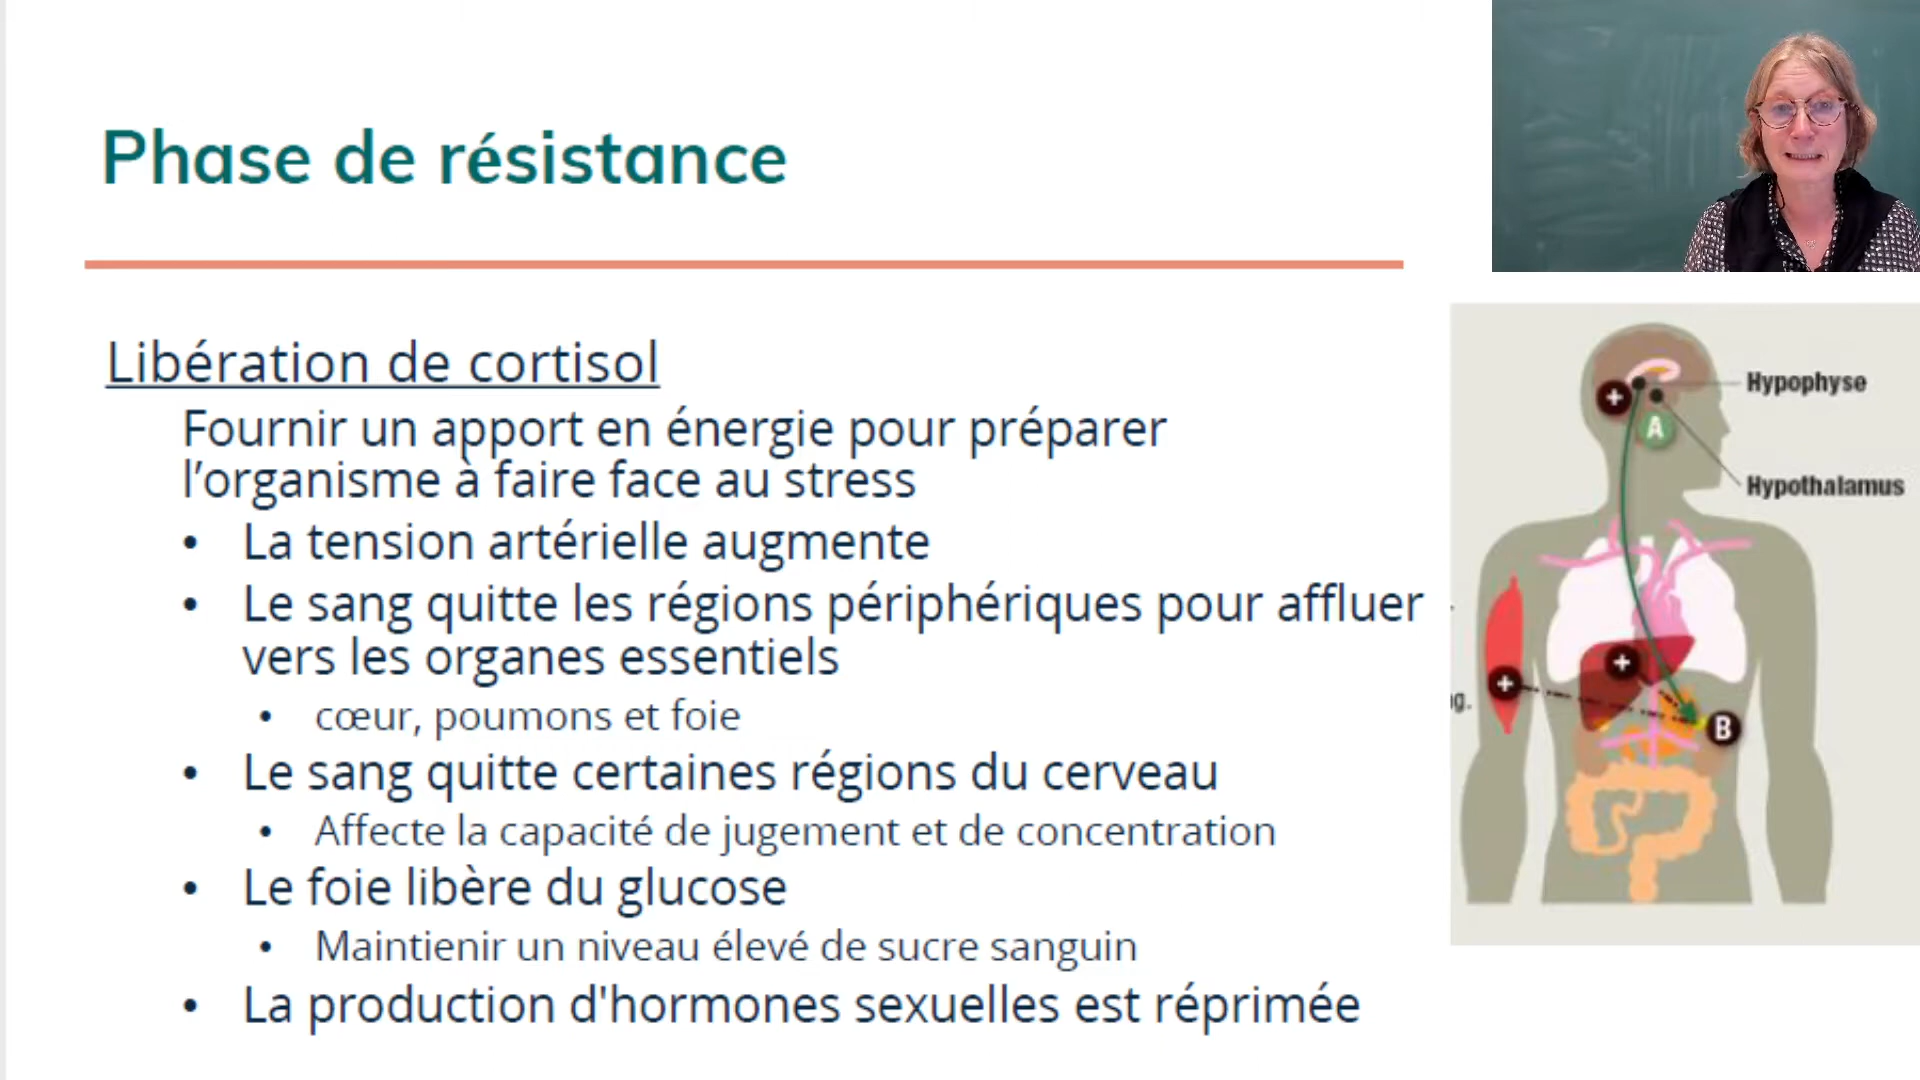 Phase de résistance
Libération de cortisol
Fournir un apport en énergie pour préparer
l’organisme à faire face au stress
• La tension artérielle augmente
• Le sang quitte les régions périphériques pour affluer
vers les organes essentiels
• cœur, poumons et foie
• Le sang quitte certaines régions du cerveau
• Affecte la capacité de jugement et de concentration
• Le foie libère du glucose
• Maintienir un niveau élevé de sucre sanguin
• La production d'hormones sexuelles est réprimée
Hypophyse
+
A
Hypothalamus
+
+
B